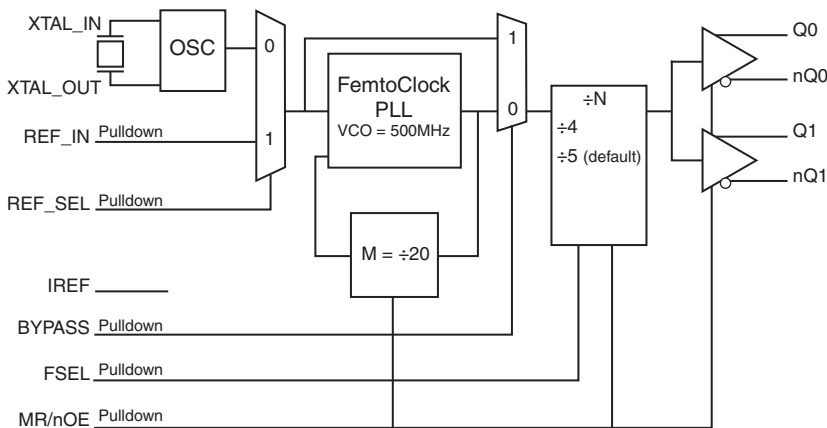 XTAL_IN
OSC
XTAL_OUT
0
1
REF_IN Pulldown
REF_SEL Pulldown
FemtoClock
PLL
VCO = 500MHz
M = ÷20
1
0
÷N
÷4
÷5 (default)
Q0
nQ0
Q1
nQ1
IREF
BYPASS Pulldown
FSEL Pulldown
MR/nOE Pulldown